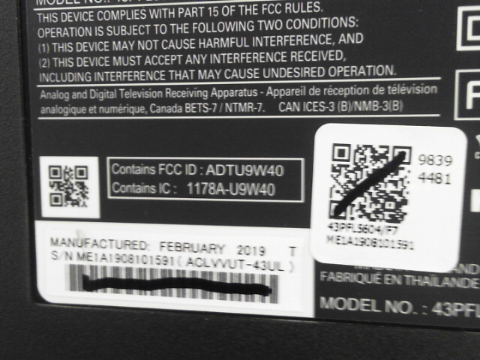 THIS DEVICE COMPLIES WITH PART 15 OF THE FCC RULES.
OPERATION IS SUBJECT TO THE FOLLOWING TWO CONDITIONS:
(1) THIS DEVICE MAY NOT CAUSE HARMFUL INTERFERENCE, AND
(2) THIS DEVICE MUST ACCEPT ANY INTERFERENCE RECEIVED,
INCLUDING INTERFERENCE THAT MAY CAUSE UNDESIRED OPERATION.
Analog and Digital Television Receiving Apparatus - Appareil de réception de télévision
analogique et numérique, Canada BETS-7 / NTMR-7. CAN ICES-3 (B)/NMB-3(B)
Contains FCC ID : ADTU9W40
Contains IC : 1178A-U9W40
9839
4481
43PFL5604/F7
ME1A1908101591
MANUFACTURED: FEBRUARY 2019 T
S/N ME1A1908101591 (AOLVVUT-43UL)
FABRIQUÉ EN THAILANDE
MODEL NO. : 43PFL